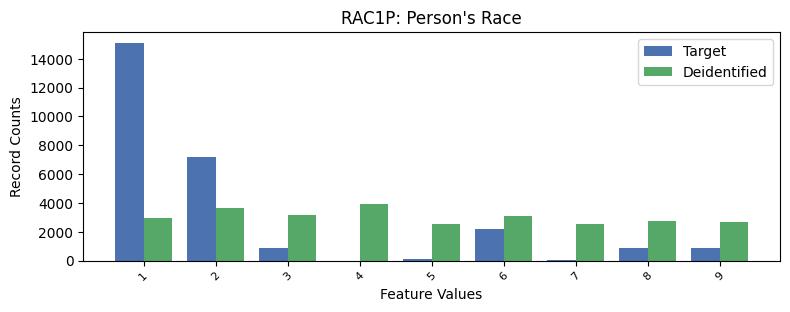 RAC1P: Person's Race
Target
Deidentified
Record Counts
14000
12000
10000
8000
6000
4000
2000
0
1 2 3 4 5 6 7 8 9
Feature Values